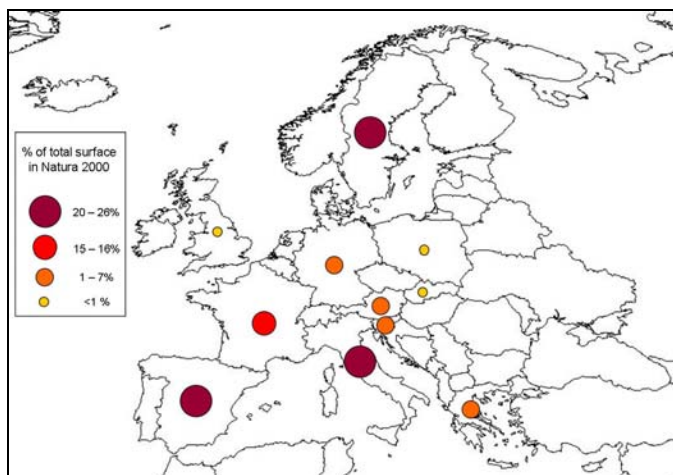 % of total surface
in Natura 2000
20 – 26%
15 – 16%
1 – 7%
<1 %